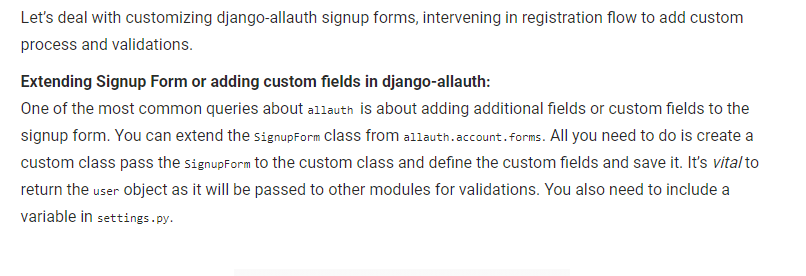 Let's deal with customizing django-allauth signup forms, intervening in registration flow to add custom
process and validations.
Extending Signup Form or adding custom fields in django-allauth:
One of the most common queries about allauth is about adding additional fields or custom fields to the
signup form. You can extend the SignupForm class from allauth.account.forms. All you need to do is create a
custom class pass the SignupForm to the custom class and define the custom fields and save it. It's vital to
return the user object as it will be passed to other modules for validations. You also need to include a
variable in settings.py.